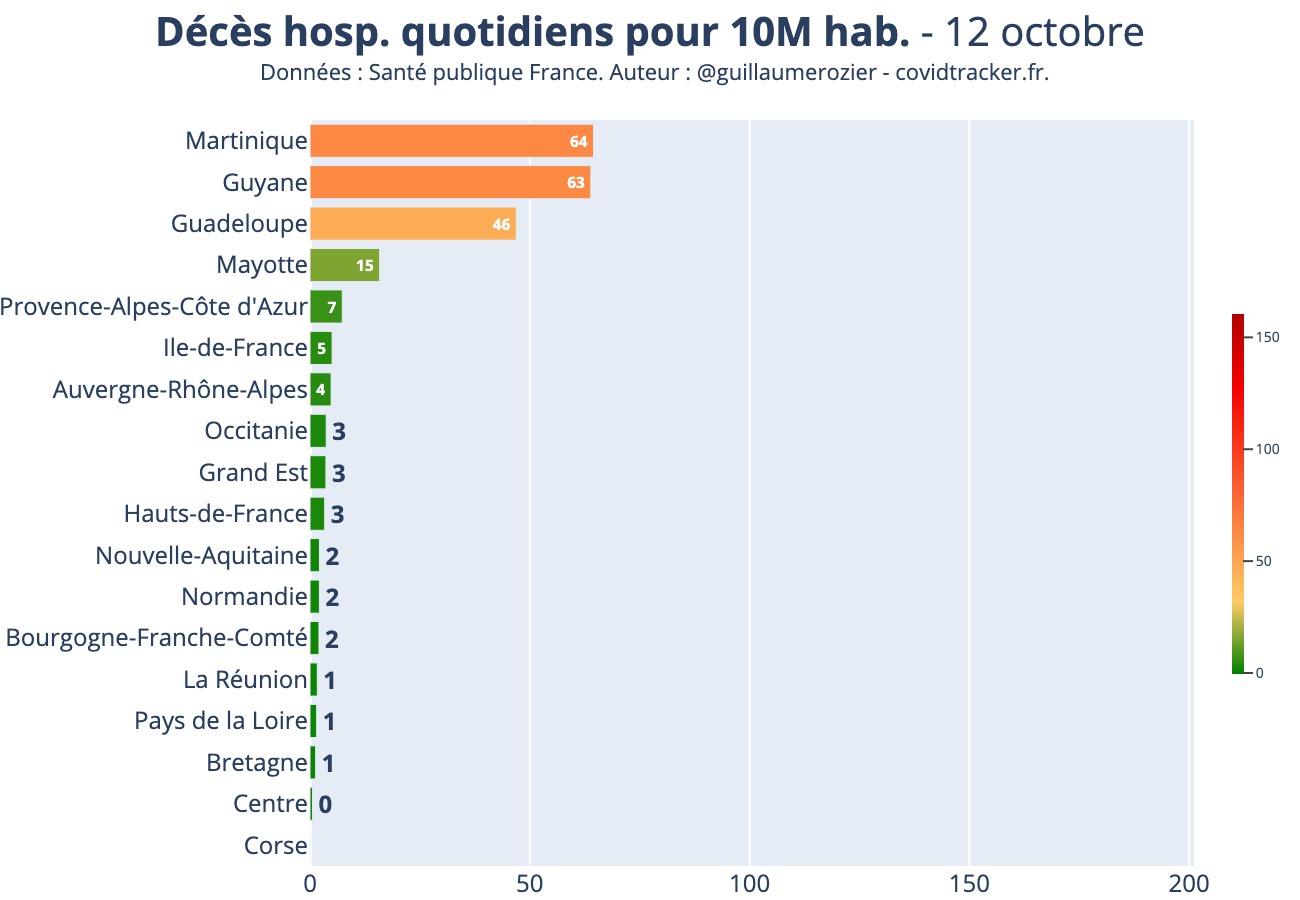 Décès hosp. quotidiens pour 10M hab. - 12 octobre
Données : Santé publique France. Auteur : @guillaumerozier - covidtracker.fr.
Martinique 64
Guyane 63
Guadeloupe 46
Mayotte 15
Provence-Alpes-Côte d'Azur 7
Ile-de-France 5
Auvergne-Rhône-Alpes 4
Occitanie 3
Grand Est 3
Hauts-de-France 3
Nouvelle-Aquitaine 2
Normandie 2
Bourgogne-Franche-Comté 2
La Réunion 1
Pays de la Loire 1
Bretagne 1
Centre 0
Corse
0 50 100 150 200
150
100
50
0